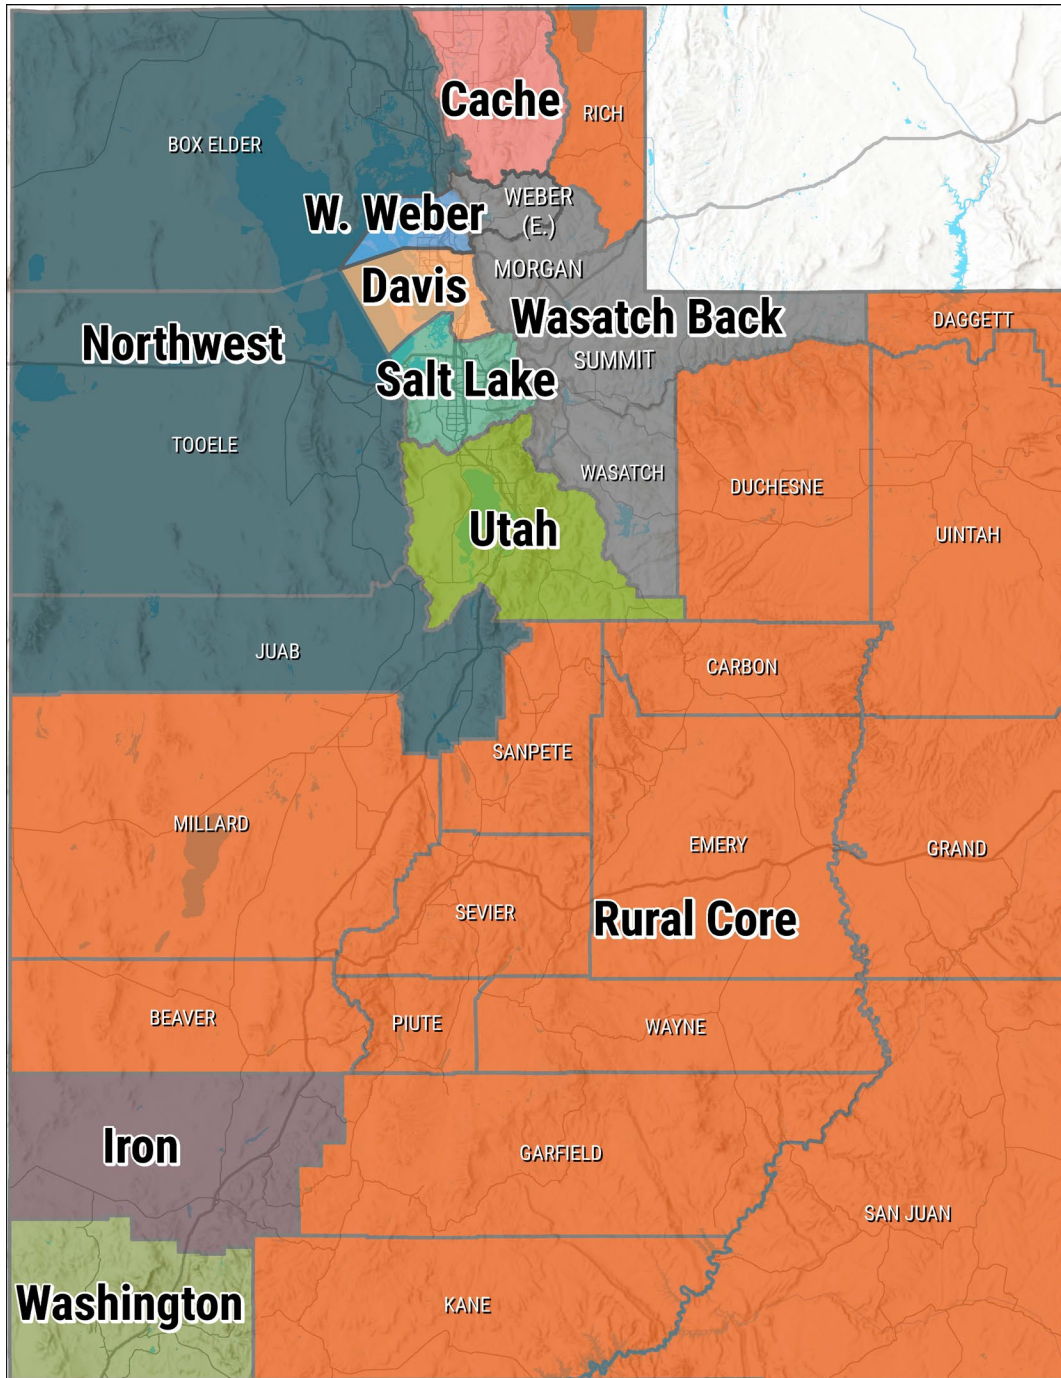 Cache
RICH
BOX ELDER
WEBER
(E.)
W. Weber
MORGAN
Davis
Wasatch Back
DAGGETT
Northwest
SUMMIT
Salt Lake
TOOELE
WASATCH
DUCHESNE
Utah
UINTAH
JUAB
CARBON
SANPETE
MILLARD
EMERY
GRAND
SEVIER
Rural Core
BEAVER
PIUTE
WAYNE
Iron
GARFIELD
SAN JUAN
Washington
KANE